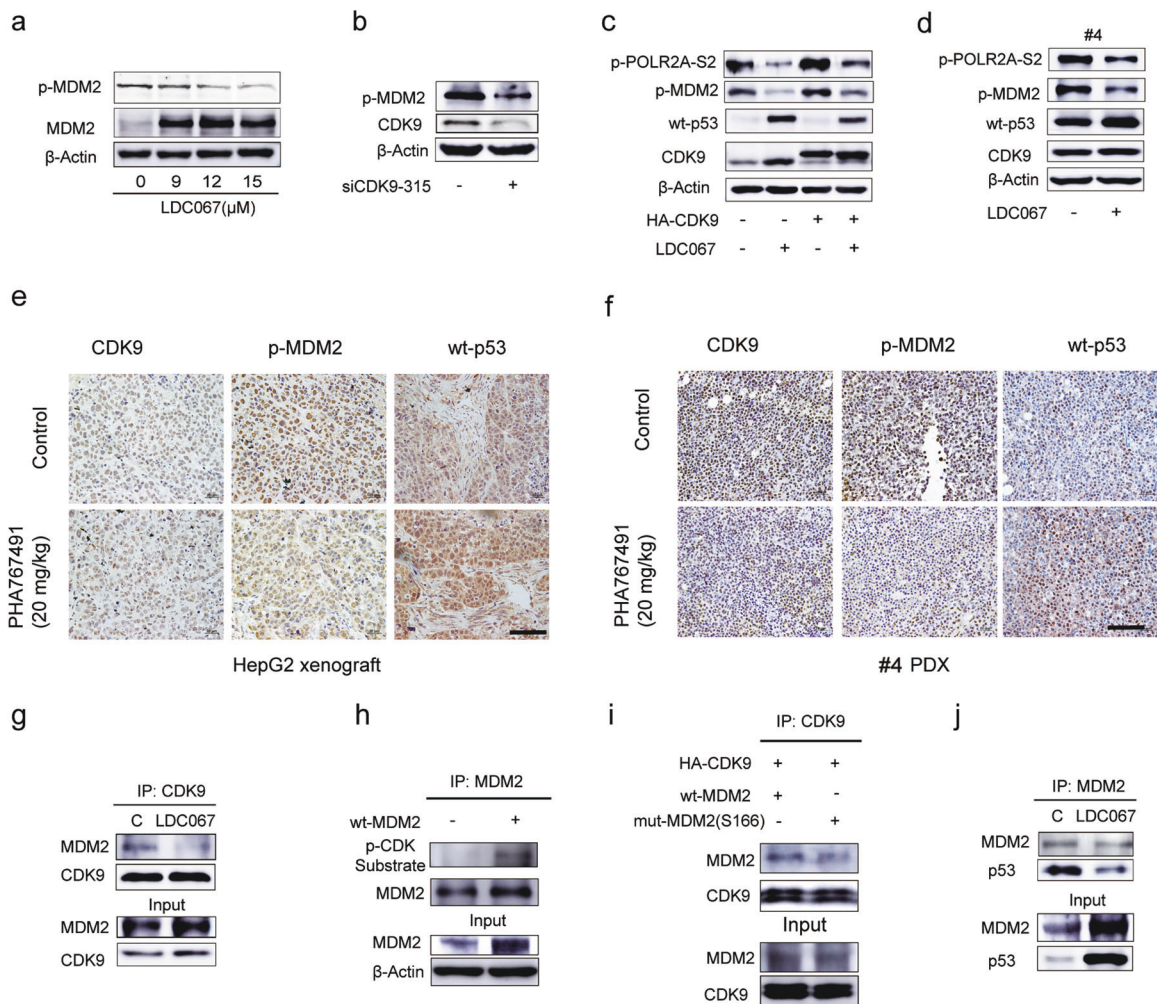 a
p-MDM2
MDM2
β-Actin
0 9 12 15
LDC067(µM)
b
p-MDM2
CDK9
β-Actin
siCDK9-315 - +
c
p-POLR2A-S2
p-MDM2
wt-p53
CDK9
β-Actin
HA-CDK9 - - + +
LDC067 - + - +
d
#4
p-POLR2A-S2
p-MDM2
wt-p53
CDK9
β-Actin
LDC067 - +
e
CDK9 p-MDM2 wt-p53
Control
PHA767491
(20 mg/kg)
HepG2 xenograft
f
CDK9 p-MDM2 wt-p53
Control
PHA767491
(20 mg/kg)
#4 PDX
g
IP: CDK9
C LDC067
MDM2
CDK9
Input
MDM2
CDK9
h
IP: MDM2
wt-MDM2 - +
p-CDK
Substrate
MDM2
Input
MDM2
β-Actin
i
IP: CDK9
HA-CDK9 + +
wt-MDM2 + -
mut-MDM2(S166) - +
MDM2
CDK9
Input
MDM2
CDK9
j
IP: MDM2
C LDC067
MDM2
p53
Input
MDM2
p53